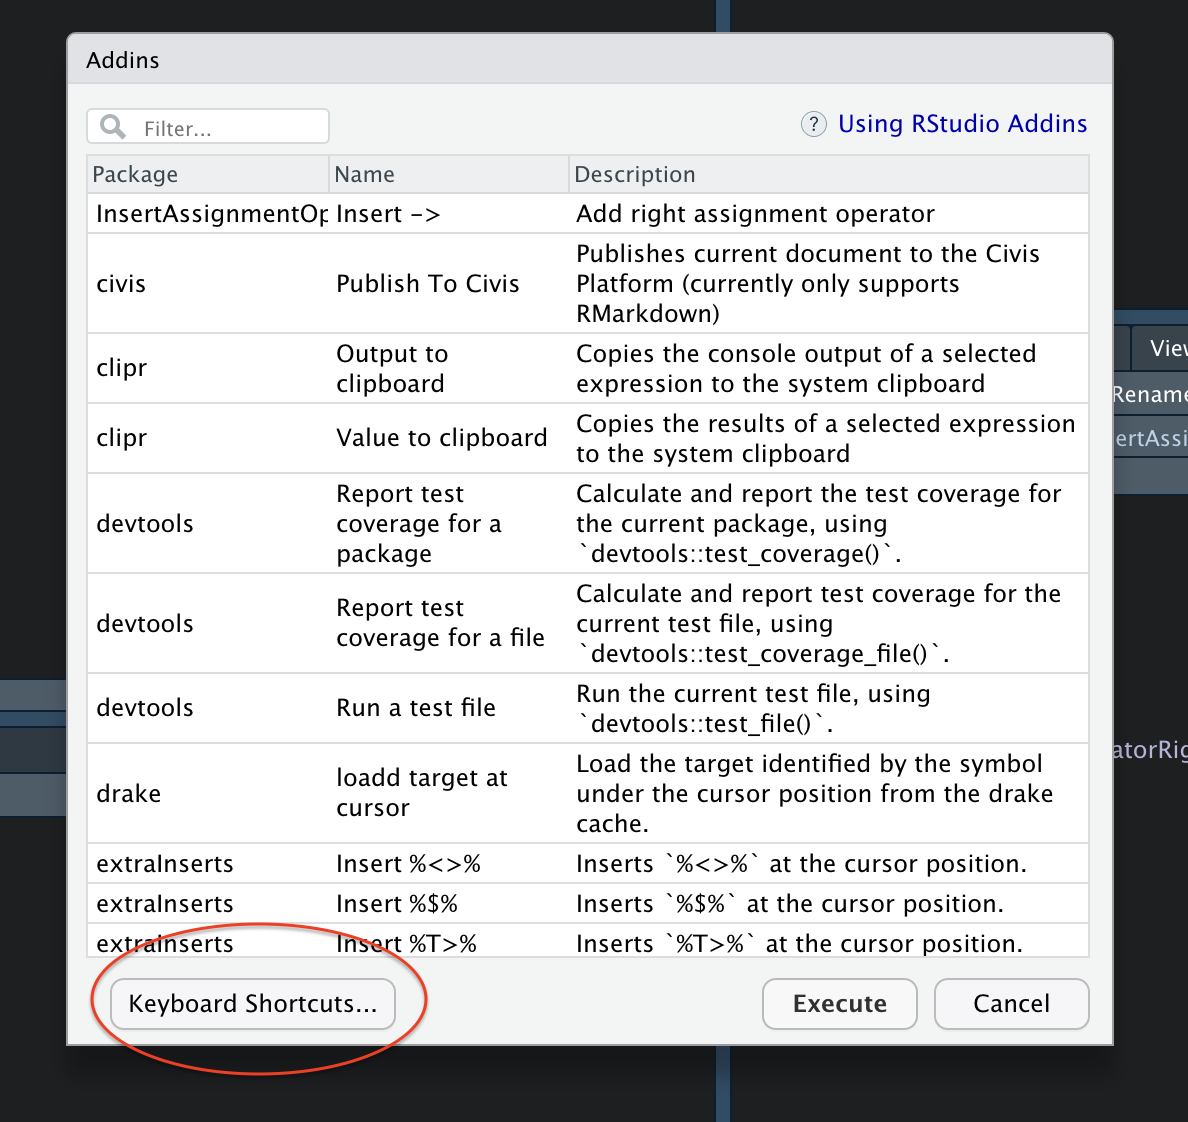 Addins
Filter...
? Using RStudio Addins
Package Name Description
InsertAssignmentOp Insert -> Add right assignment operator
civis Publish To Civis Publishes current document to the Civis
Platform (currently only supports
RMarkdown)
clipr Output to
clipboard Copies the console output of a selected
expression to the system clipboard
clipr Value to clipboard Copies the results of a selected expression
to the system clipboard
devtools Report test
coverage for a
package Calculate and report the test coverage for
the current package, using
`devtools::test_coverage()`.
devtools Report test
coverage for a file Calculate and report test coverage for the
current test file, using
`devtools::test_coverage_file()`.
devtools Run a test file Run the current test file, using
`devtools::test_file()`.
drake loadd target at
cursor Load the target identified by the symbol
under the cursor position from the drake
cache.
extraInserts Insert %<>% Inserts `%<>%` at the cursor position.
extraInserts Insert %$% Inserts `%$%` at the cursor position.
extraInserts Insert %T>% Inserts `%T>%` at the cursor position.
Keyboard Shortcuts... Execute Cancel
View
Rename
ertAssi
atorRig